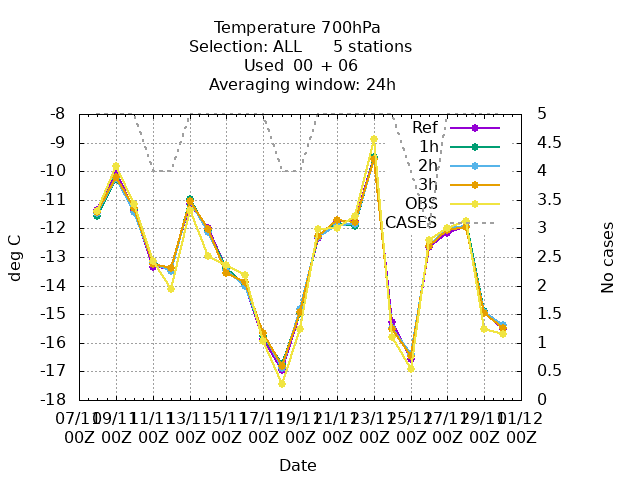 Temperature 700hPa
Selection: ALL 5 stations
Used 00 + 06
Averaging window: 24h
-8 5
-9 4.5
-10 4
-11 3.5
-12 3
-13 2.5
-14 2
-15 1.5
-16 1
-17 0.5
-18 0
Ref
1h
2h
3h
OBS
CASES
deg C
No cases
07/11 09/11 11/11 13/11 15/11 17/11 19/11 21/11 23/11 25/11 27/11 29/11 01/12
00Z 00Z 00Z 00Z 00Z 00Z 00Z 00Z 00Z 00Z 00Z 00Z 00Z
Date